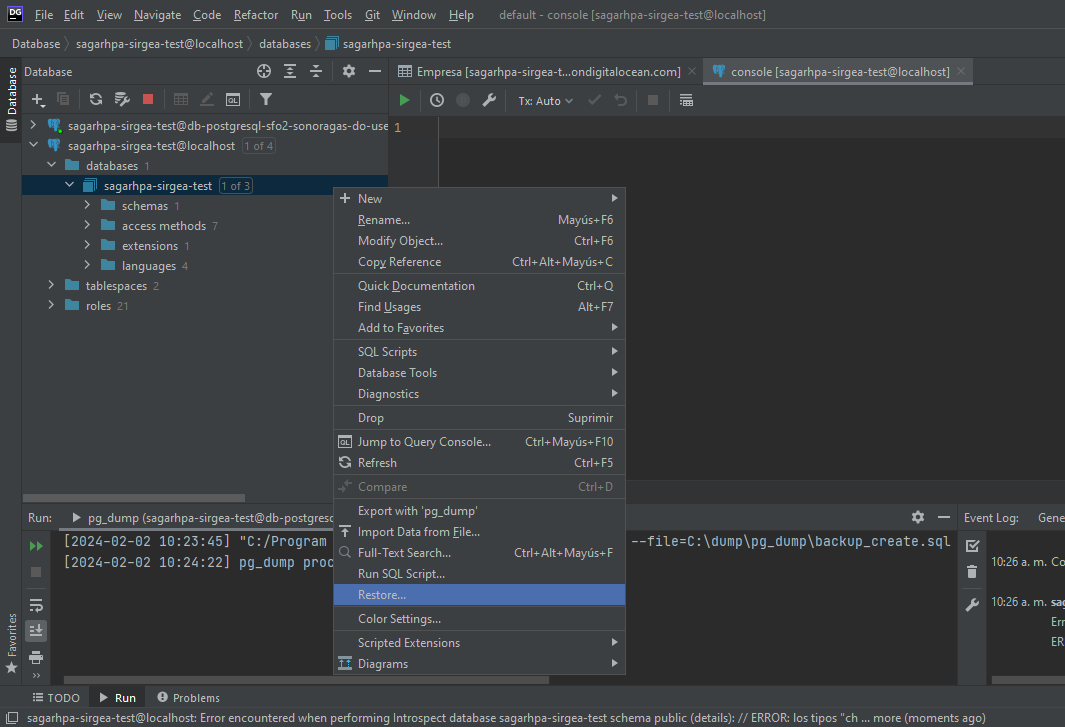 DG File Edit View Navigate Code Refactor Run Tools Git Window Help default - console [sagarhpa-sirgea-test@localhost]
Database sagarhpa-sirgea-test@localhost databases sagarhpa-sirgea-test
Database
Database
Empresa [sagarhpa-sirgea-t...ondigitalocean.com]
console [sagarhpa-sirgea-test@localhost]
QL
Tx: Auto
1
sagarhpa-sirgea-test@db-postgresql-sfo2-sonoragas-do-use
sagarhpa-sirgea-test@localhost 1 of 4
databases 1
sagarhpa-sirgea-test 1 of 3
schemas 1
access methods 7
extensions 1
languages 4
tablespaces 2
roles 21
New
Rename... Mayús+F6
Modify Object... Ctrl+F6
Copy Reference Ctrl+Alt+Mayús+C
Quick Documentation Ctrl+Q
Find Usages Alt+F7
Add to Favorites
SQL Scripts
Database Tools
Diagnostics
Drop Suprimir
QL Jump to Query Console... Ctrl+Mayús+F10
Refresh Ctrl+F5
Compare Ctrl+D
Export with 'pg_dump'
Import Data from File...
Full-Text Search... Ctrl+Alt+Mayús+F
Run SQL Script...
Restore...
Color Settings...
Scripted Extensions
Diagrams
Run: pg_dump (sagarhpa-sirgea-test@db-postgres
[2024-02-02 10:23:45] "C:/Program --file=C:\dump\pg_dump\backup_create.sql
[2024-02-02 10:24:22] pg_dump proc
Event Log: Gene
10:26 a. m. Co
10:26 a. m. sag
Err
ER
Favorites
TODO Run Problems
sagarhpa-sirgea-test@localhost: Error encountered when performing Introspect database sagarhpa-sirgea-test schema public (details): // ERROR: los tipos "ch ... more (moments ago)